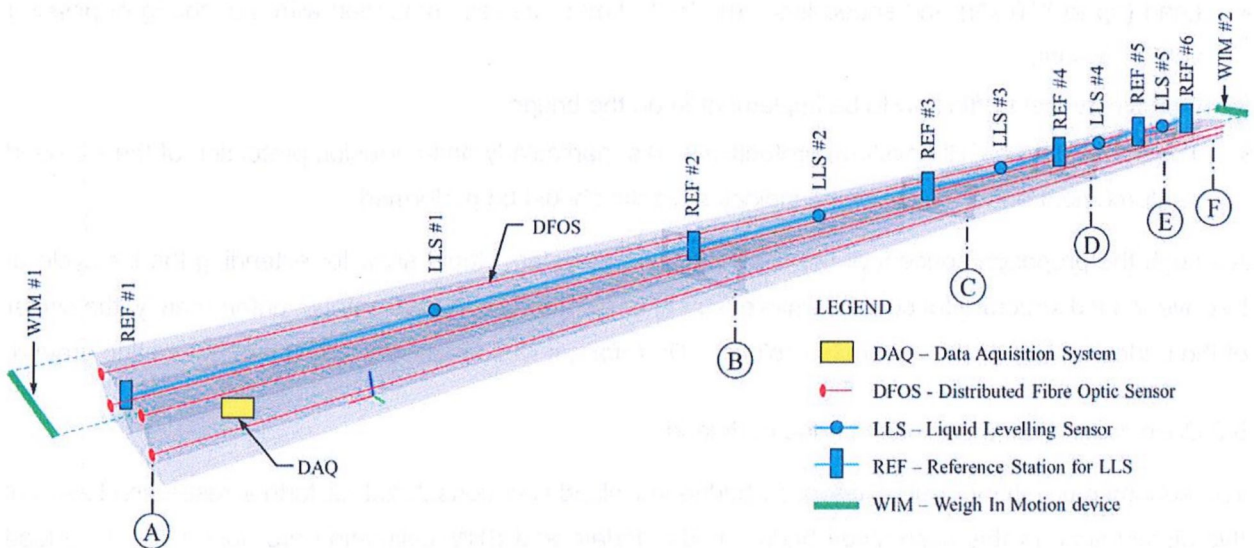 WIM #1
REF #1
LLS #1
DFOS
REF #2
LLS #2
REF #3
LLS #3
REF #4
LLS #4
REF #5
LLS #5
REF #6
WIM #2
DAQ
A
B
C
D
E
F
LEGEND
DAQ – Data Aquisition System
DFOS - Distributed Fibre Optic Sensor
LLS - Liquid Levelling Sensor
REF – Reference Station for LLS
WIM – Weigh In Motion device